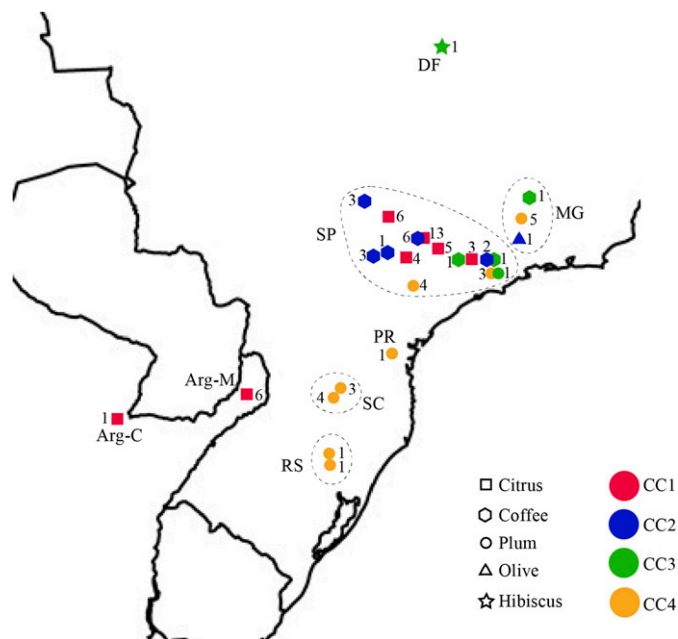 1
DF
3
1
6
MG
5
SP
13
6
1
1
5
3
2
3
4
1
1
3
1
4
PR
1
Arg-M
6
3
4
SC
1
Arg-C
RS
1
1
Citrus
CC1
Coffee
CC2
Plum
Olive
CC3
Hibiscus
CC4